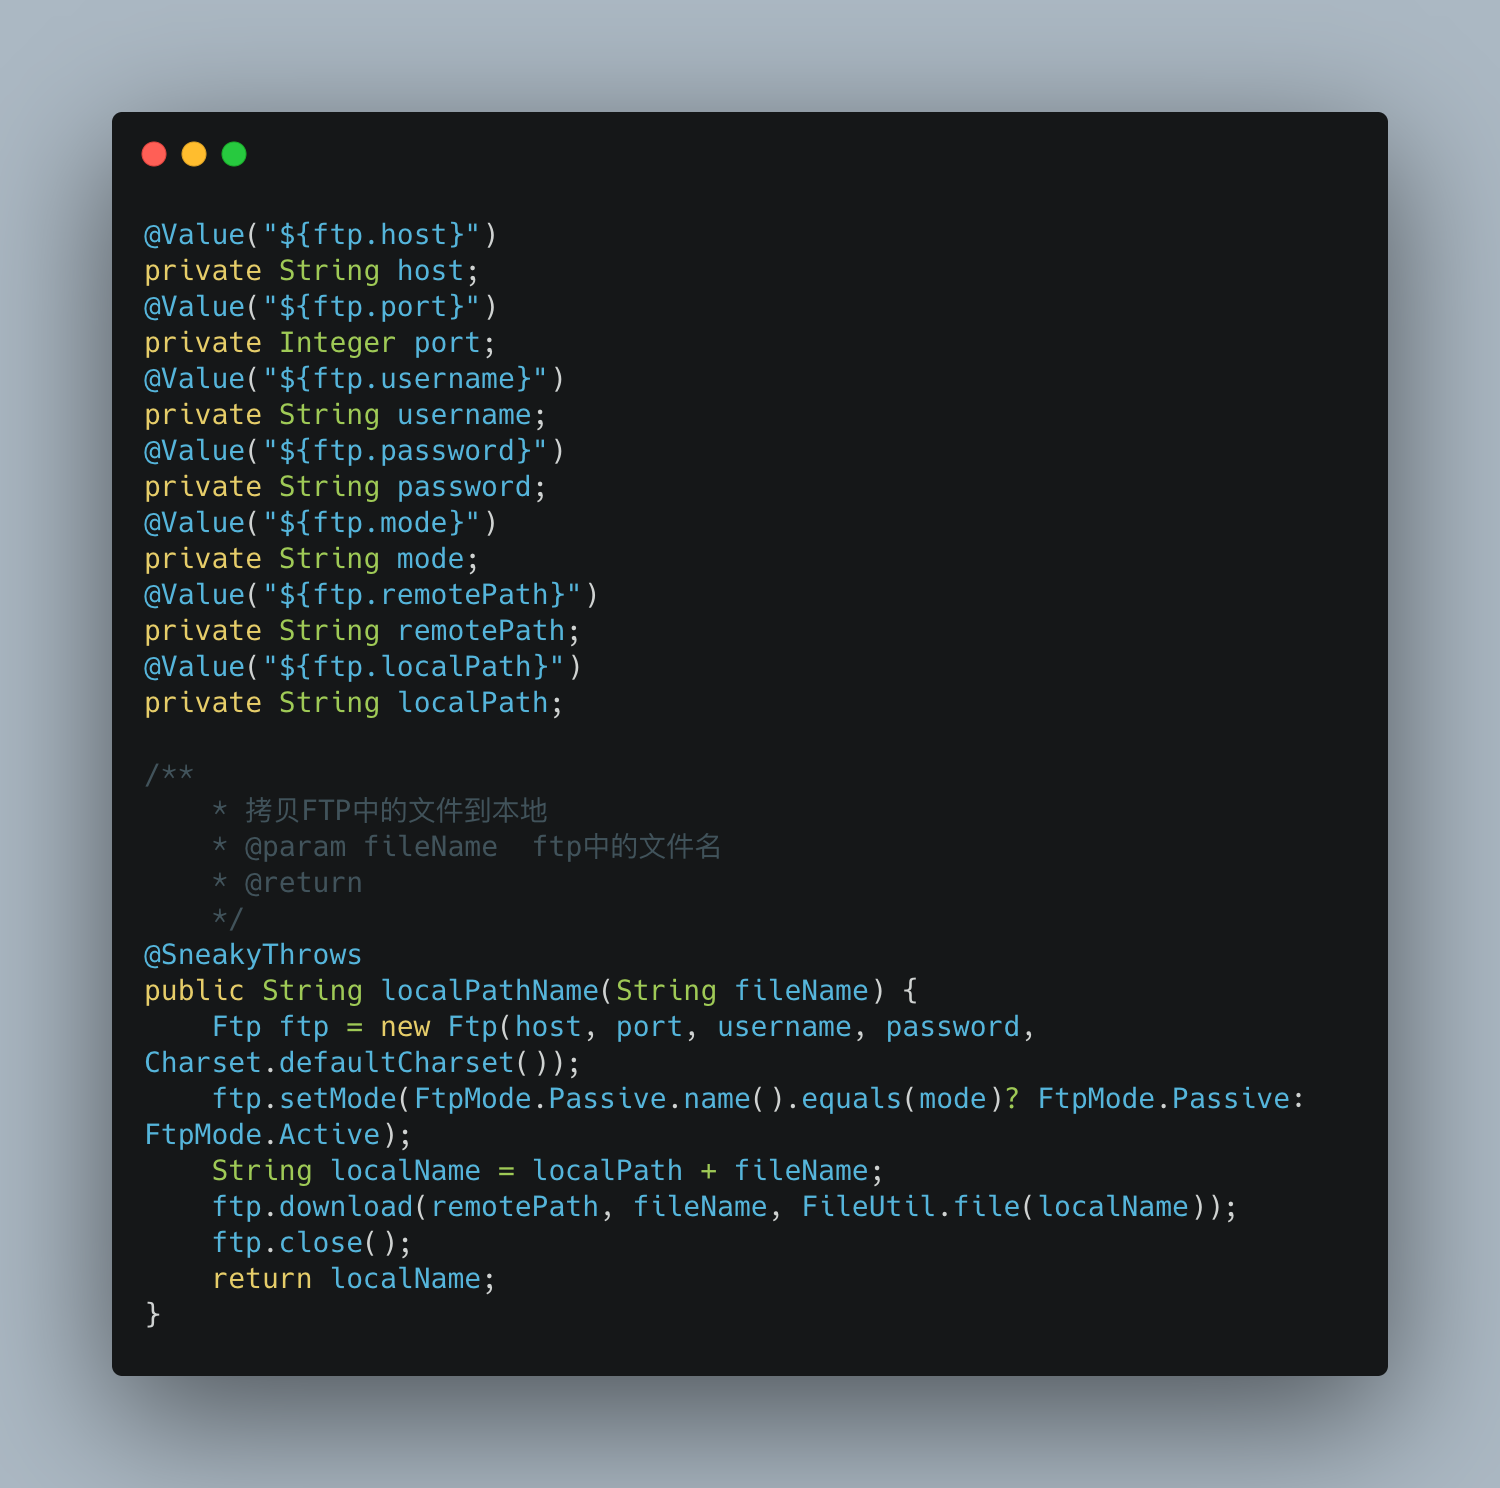 @Value("${ftp.host}")
private String host;
@Value("${ftp.port}")
private Integer port;
@Value("${ftp.username}")
private String username;
@Value("${ftp.password}")
private String password;
@Value("${ftp.mode}")
private String mode;
@Value("${ftp.remotePath}")
private String remotePath;
@Value("${ftp.localPath}")
private String localPath;

/**
    * 拷贝FTP中的文件到本地
    * @param fileName  ftp中的文件名
    * @return
    */
@SneakyThrows
public String localPathName(String fileName) {
    Ftp ftp = new Ftp(host, port, username, password,
Charset.defaultCharset());
    ftp.setMode(FtpMode.Passive.name().equals(mode)? FtpMode.Passive:
FtpMode.Active);
    String localName = localPath + fileName;
    ftp.download(remotePath, fileName, FileUtil.file(localName));
    ftp.close();
    return localName;
}